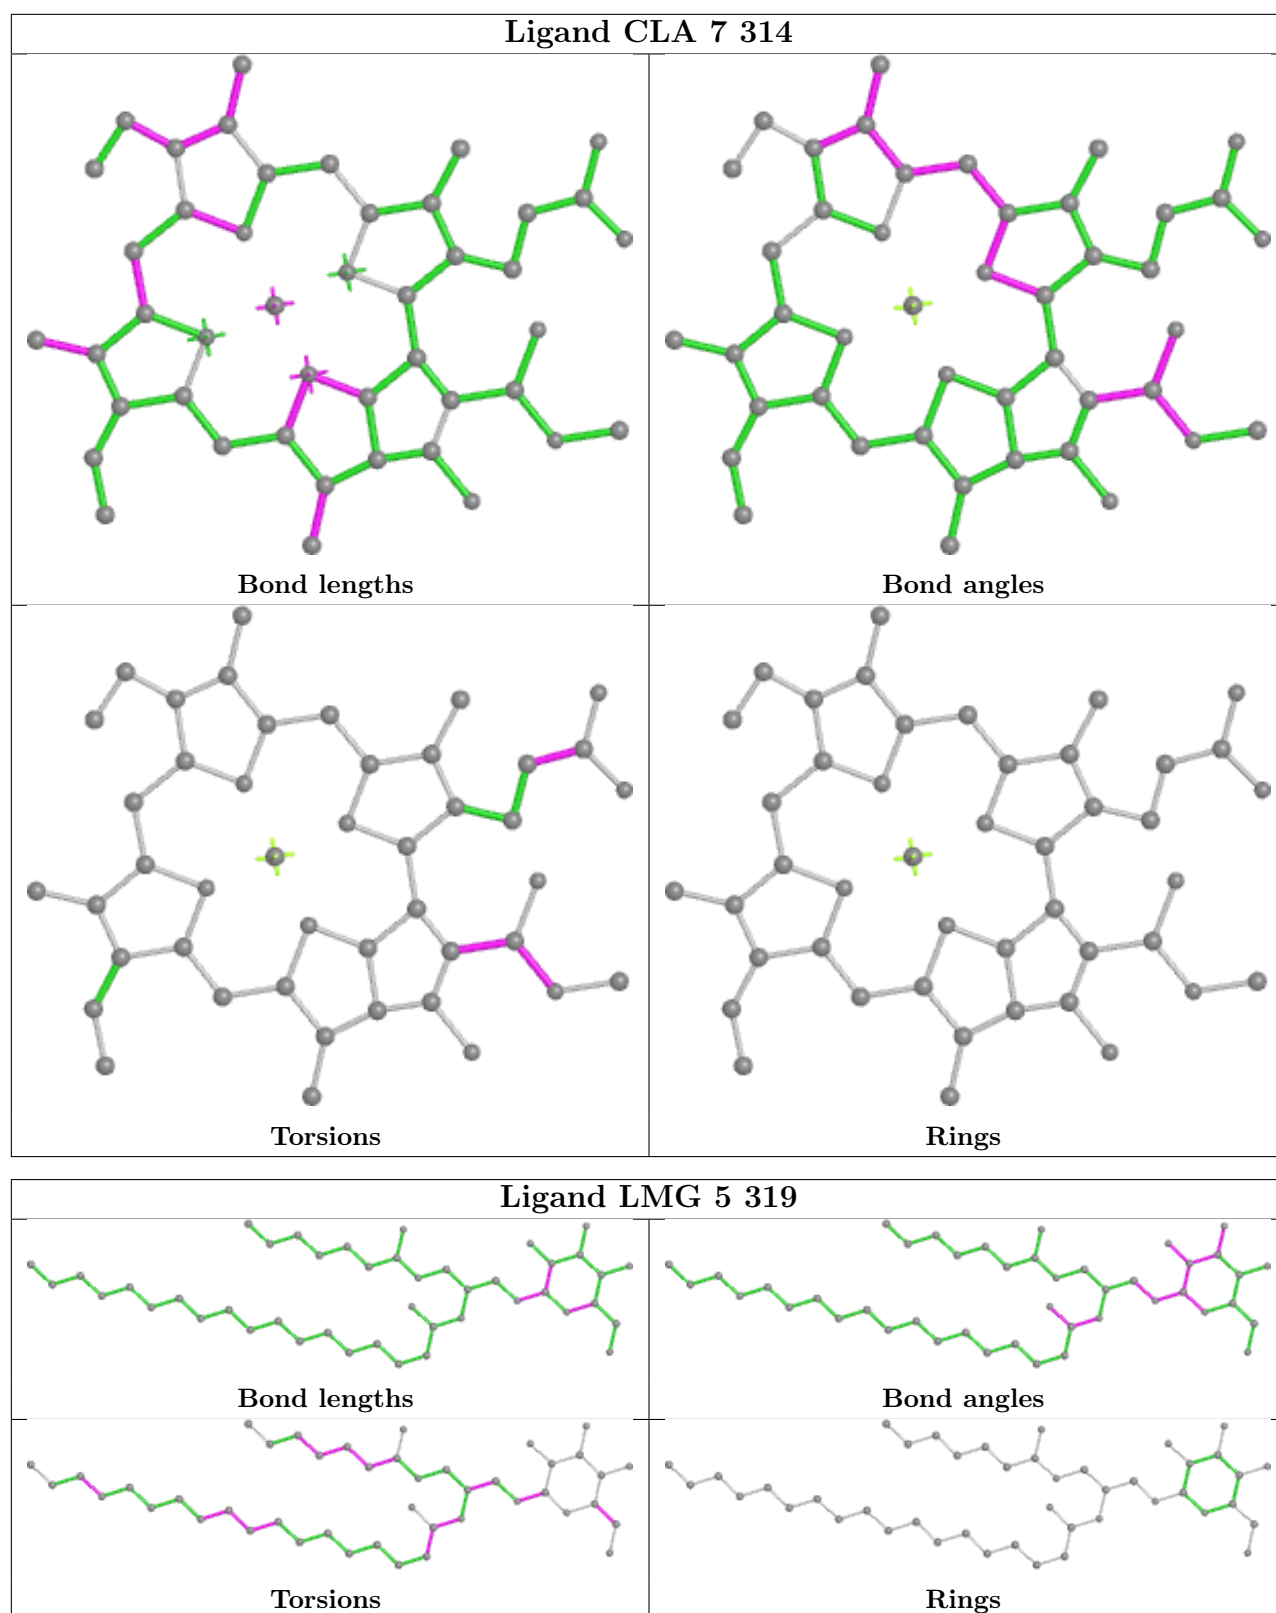 Ligand CLA 7 314
Bond lengths
Bond angles
Torsions
Rings
Ligand LMG 5 319
Bond lengths
Bond angles
Torsions
Rings